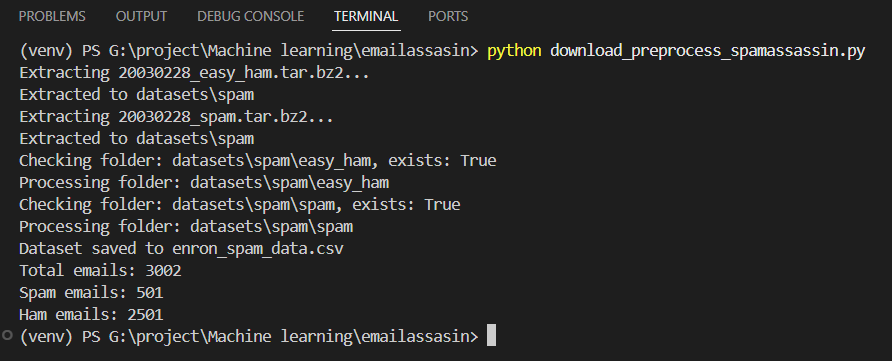 PROBLEMS OUTPUT DEBUG CONSOLE TERMINAL PORTS
(venv) PS G:\project\Machine learning\emailassasin> python download_preprocess_spamassassin.py
Extracting 20030228_easy_ham.tar.bz2...
Extracted to datasets\spam
Extracting 20030228_spam.tar.bz2...
Extracted to datasets\spam
Checking folder: datasets\spam\easy_ham, exists: True
Processing folder: datasets\spam\easy_ham
Checking folder: datasets\spam\spam, exists: True
Processing folder: datasets\spam\spam
Dataset saved to enron_spam_data.csv
Total emails: 3002
Spam emails: 501
Ham emails: 2501
(venv) PS G:\project\Machine learning\emailassasin>